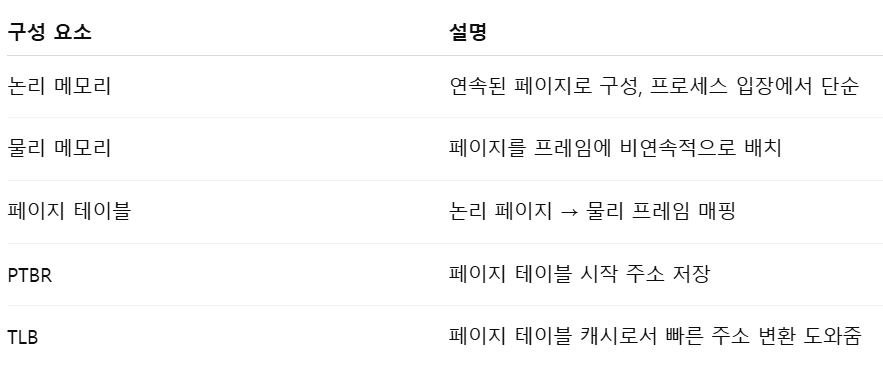 구성 요소 설명
논리 메모리 연속된 페이지로 구성, 프로세스 입장에서 단순
물리 메모리 페이지를 프레임에 비연속적으로 배치
페이지 테이블 논리 페이지 → 물리 프레임 매핑
PTBR 페이지 테이블 시작 주소 저장
TLB 페이지 테이블 캐시로서 빠른 주소 변환 도와줌